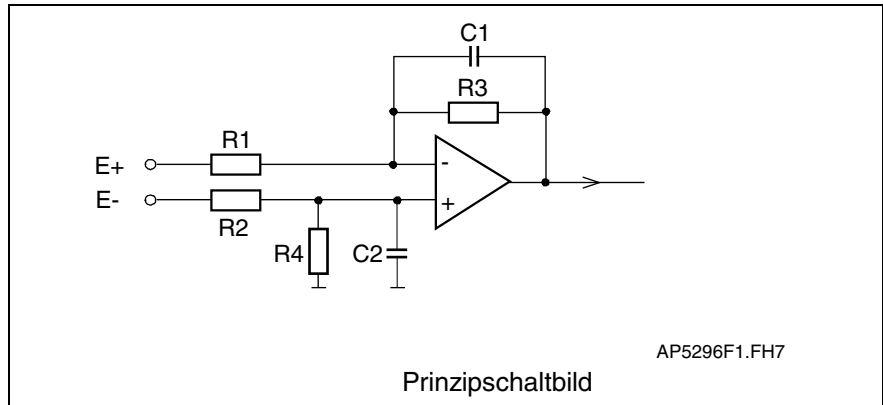 C1
R3
R1
E+
-
E-
+
R2
R4
C2
AP5296F1.FH7
Prinzipschaltbild